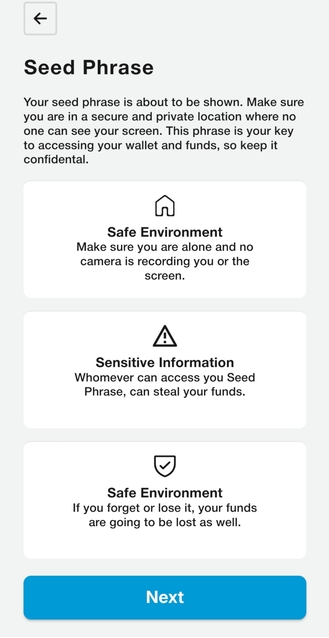 Seed Phrase
Your seed phrase is about to be shown. Make sure
you are in a secure and private location where no
one can see your screen. This phrase is your key
to accessing your wallet and funds, so keep it
confidental.
Safe Environment
Make sure you are alone and no
camera is recording you or the
screen.
Sensitive Information
Whomever can access you Seed
Phrase, can steal your funds.
Safe Environment
If you forget or lose it, your funds
are going to be lost as well.
Next